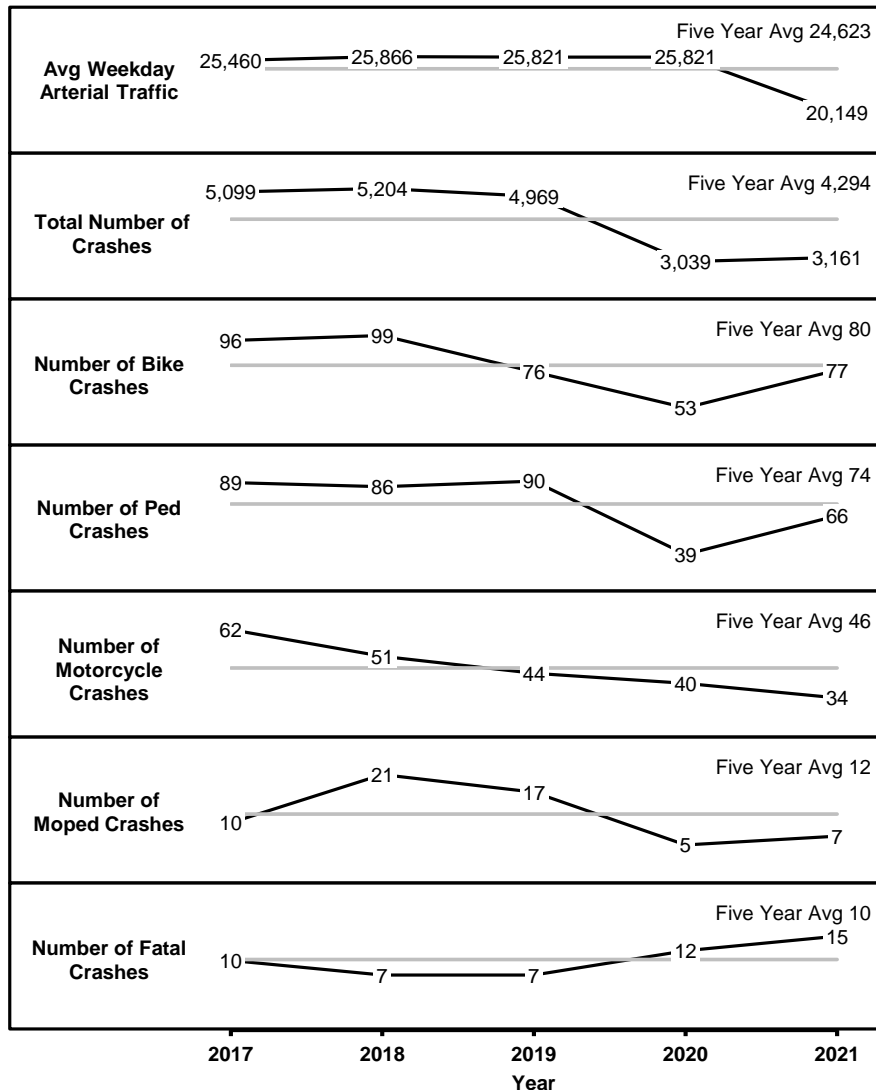 Five Year Avg 24,623
Avg Weekday
Arterial Traffic
25,460
25,866
25,821
25,821
20,149
Five Year Avg 4,294
Total Number of
Crashes
5,099
5,204
4,969
3,039
3,161
Five Year Avg 80
Number of Bike
Crashes
96
99
76
53
77
Five Year Avg 74
Number of Ped
Crashes
89
86
90
39
66
Five Year Avg 46
Number of
Motorcycle
Crashes
62
51
44
40
34
Five Year Avg 12
Number of
Moped Crashes
10
21
17
5
7
Five Year Avg 10
Number of Fatal
Crashes
10
7
7
12
15
2017
2018
2019
2020
2021
Year